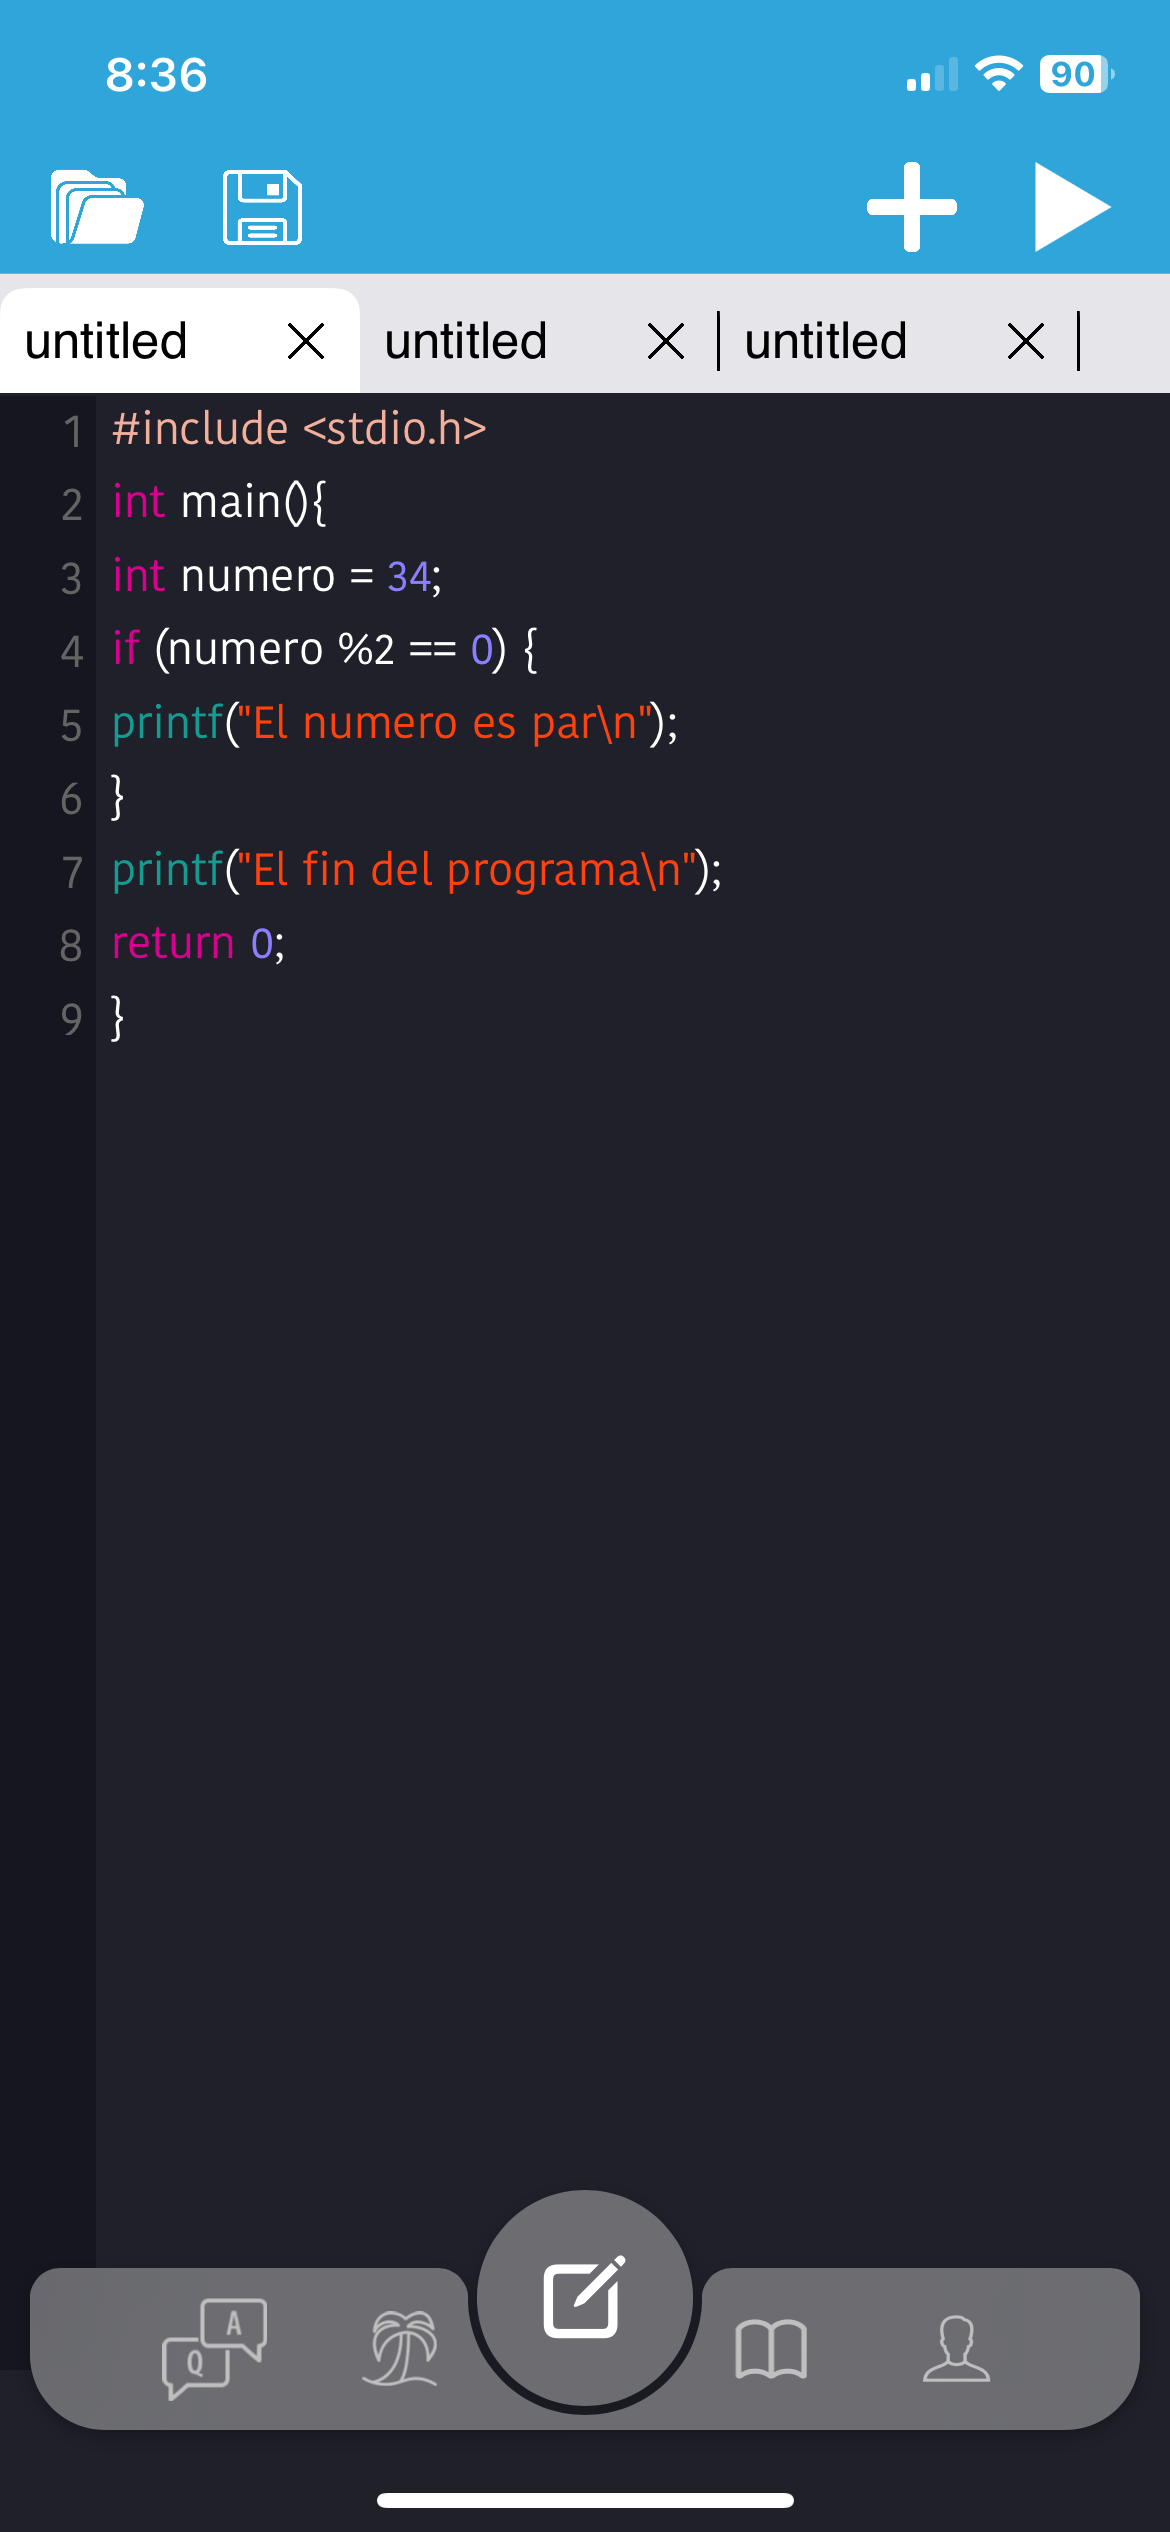 8:36
90
untitled untitled untitled
1 #include <stdio.h>
2 int main(){
3 int numero = 34;
4 if (numero %2 == 0) {
5 printf("El numero es par\n");
6 }
7 printf("El fin del programa\n");
8 return 0;
9 }
A
Q